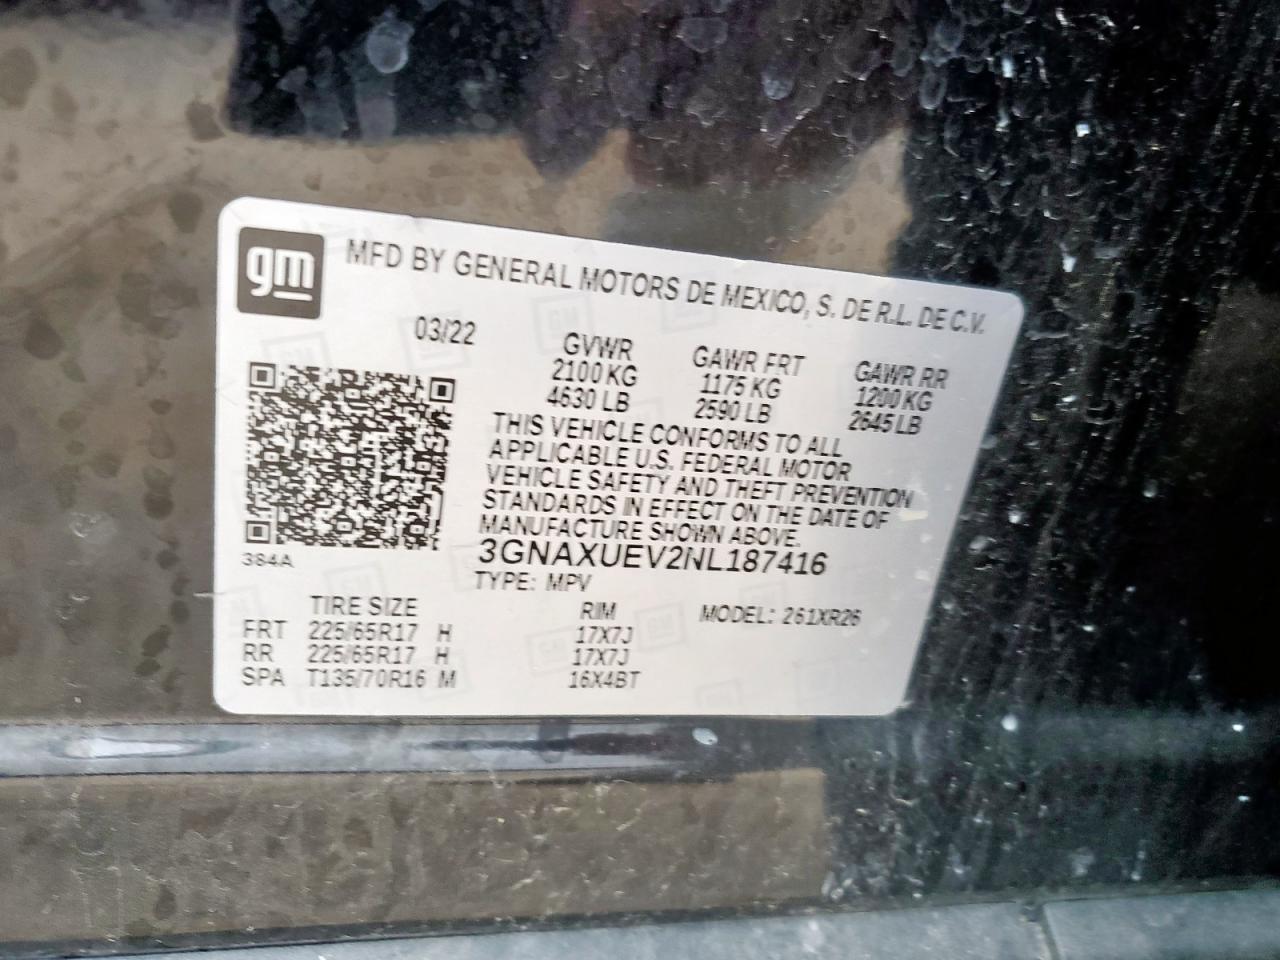 gm
MFD BY GENERAL MOTORS DE MEXICO, S. DE R.L. DE C.V.
03/22
GVWR GAWR FRT GAWR RR
2100 KG 1175 KG 1200 KG
4630 LB 2590 LB 2645 LB
THIS VEHICLE CONFORMS TO ALL
APPLICABLE U.S. FEDERAL MOTOR
VEHICLE SAFETY AND THEFT PREVENTION
STANDARDS IN EFFECT ON THE DATE OF
MANUFACTURE SHOWN ABOVE.
384A
3GNAXUEV2NL187416
TYPE: MPV
TIRE SIZE RIM MODEL: 261XR26
FRT 225/65R17 H 17X7J
RR 225/65R17 H 17X7J
SPA T135/70R16 M 16X4BT